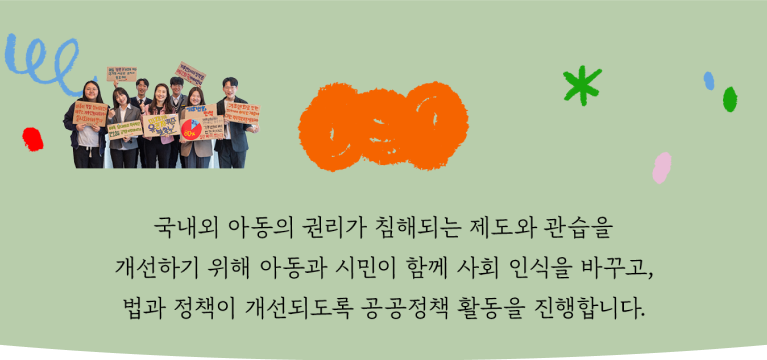 국내외 아동의 권리가 침해되는 제도와 관습을
개선하기 위해 아동과 시민이 함께 사회 인식을 바꾸고,
법과 정책이 개선되도록 공공정책 활동을 진행합니다.